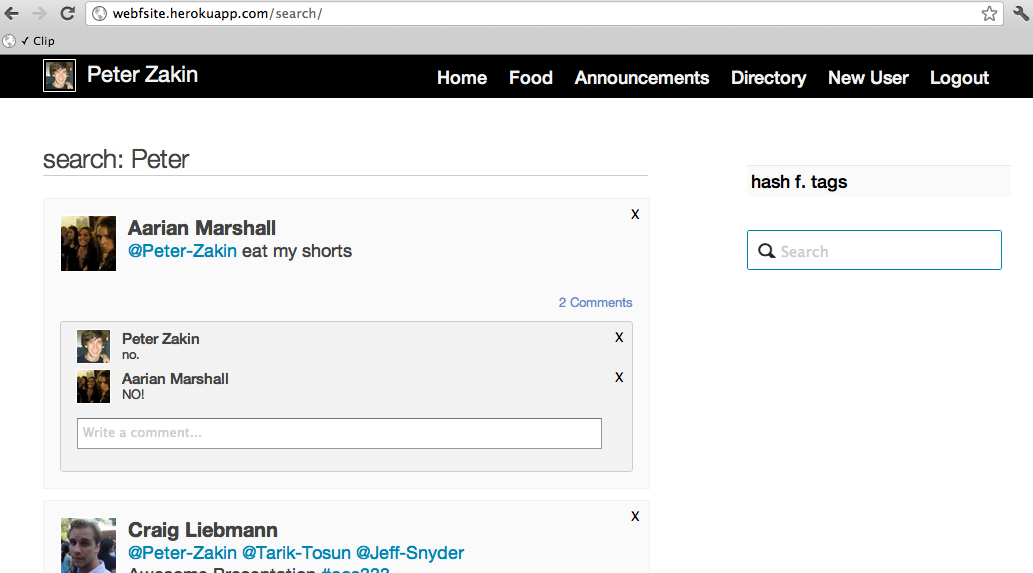 webfsite.herokuapp.com/search/
✓ Clip
Peter Zakin
Home Food Announcements Directory New User Logout
search: Peter
hash f. tags
Search
Aarian Marshall
X
@Peter-Zakin eat my shorts
2 Comments
Peter Zakin
X
no.
Aarian Marshall
X
NO!
Write a comment...
Craig Liebmann
X
@Peter-Zakin @Tarik-Tosun @Jeff-Snyder
Awesome Presentation